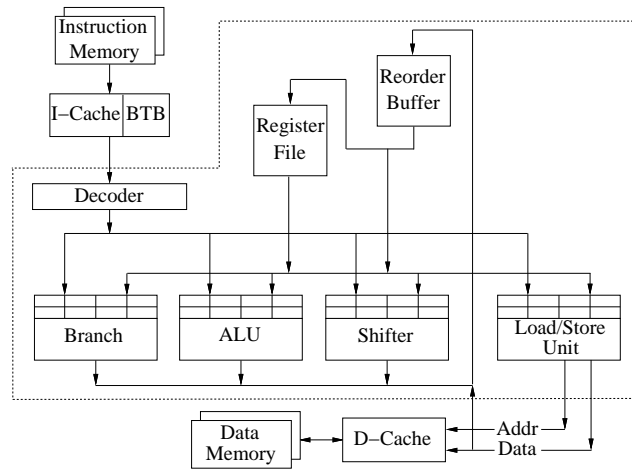 Instruction
Memory
I–Cache BTB
Reorder
Buffer
Register
File
Decoder
Branch
ALU
Shifter
Load/Store
Unit
Data
Memory
D–Cache
Addr
Data